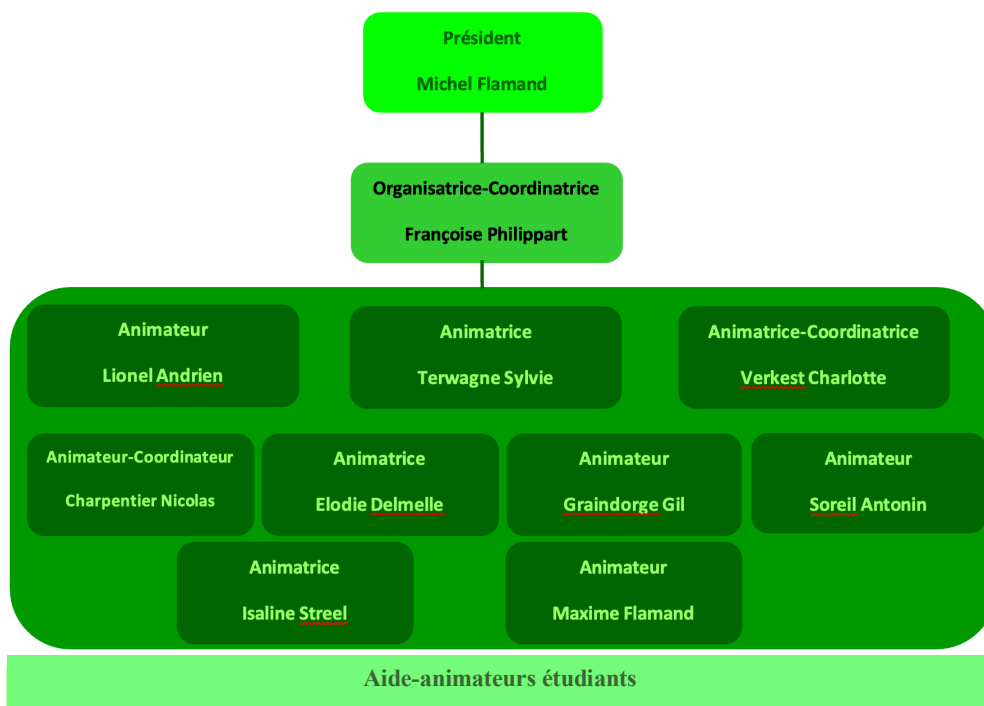 Président
Michel Flamand
Organisatrice-Coordinatrice
Françoise Philippart
Animateur
Lionel Andrien
Animatrice
Terwagne Sylvie
Animatrice-Coordinatrice
Verkest Charlotte
Animateur-Coordinateur
Charpentier Nicolas
Animatrice
Elodie Delmelle
Animateur
Graindorge Gil
Animateur
Soreil Antonin
Animatrice
Isaline Streel
Animateur
Maxime Flamand
Aide-animateurs étudiants